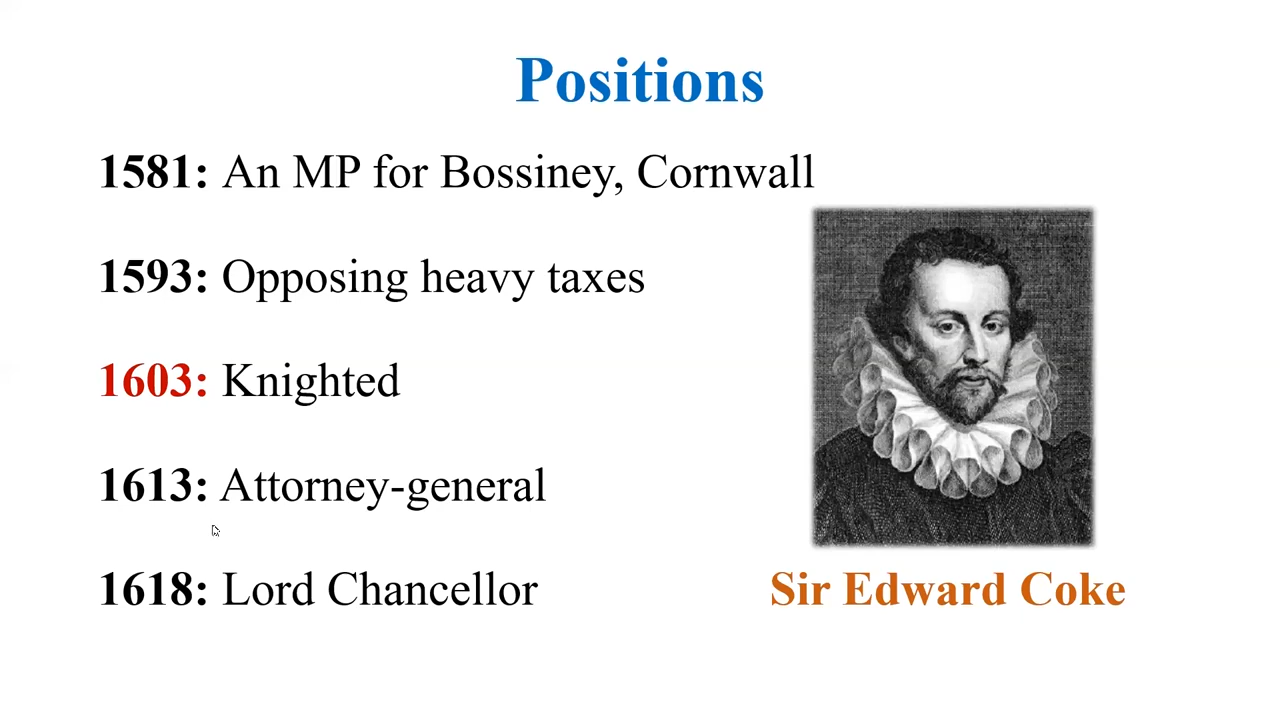 Positions
1581: An MP for Bossiney, Cornwall
1593: Opposing heavy taxes
1603: Knighted
1613: Attorney-general
1618: Lord Chancellor
Sir Edward Coke